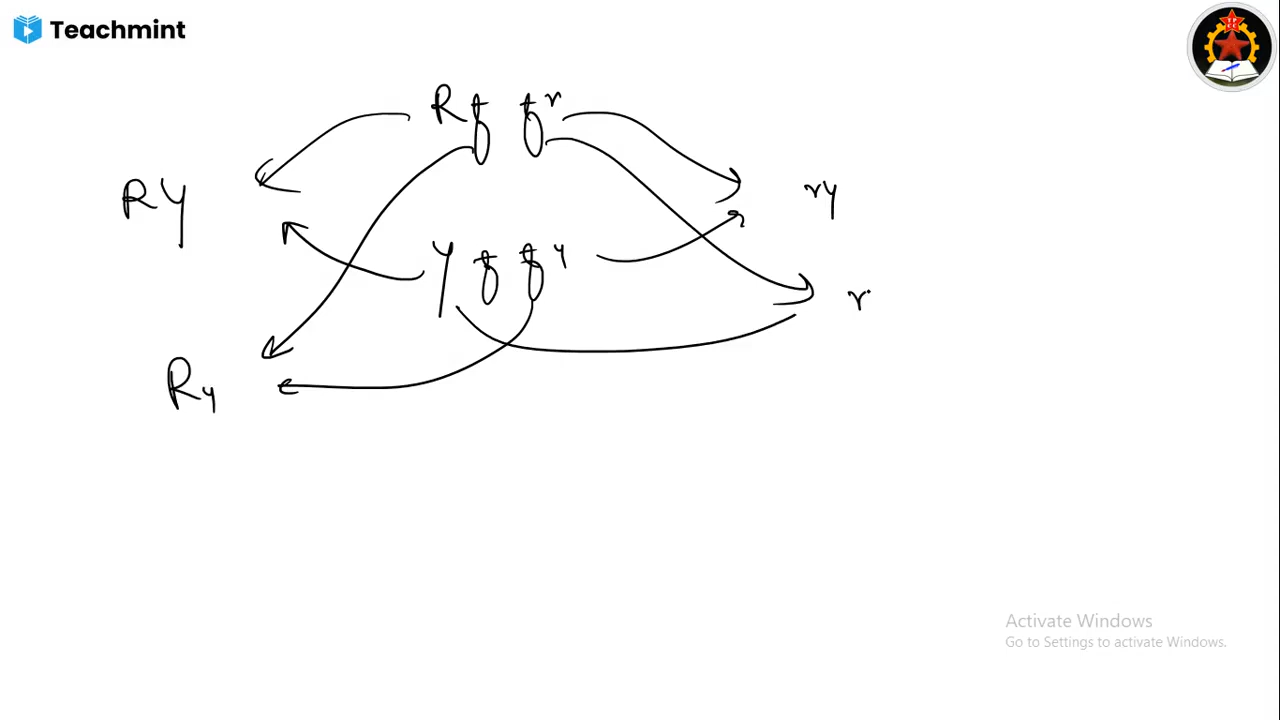 Teachmint
R r
RY
ry
Y y
r
Ry
Activate Windows
Go to Settings to activate Windows.